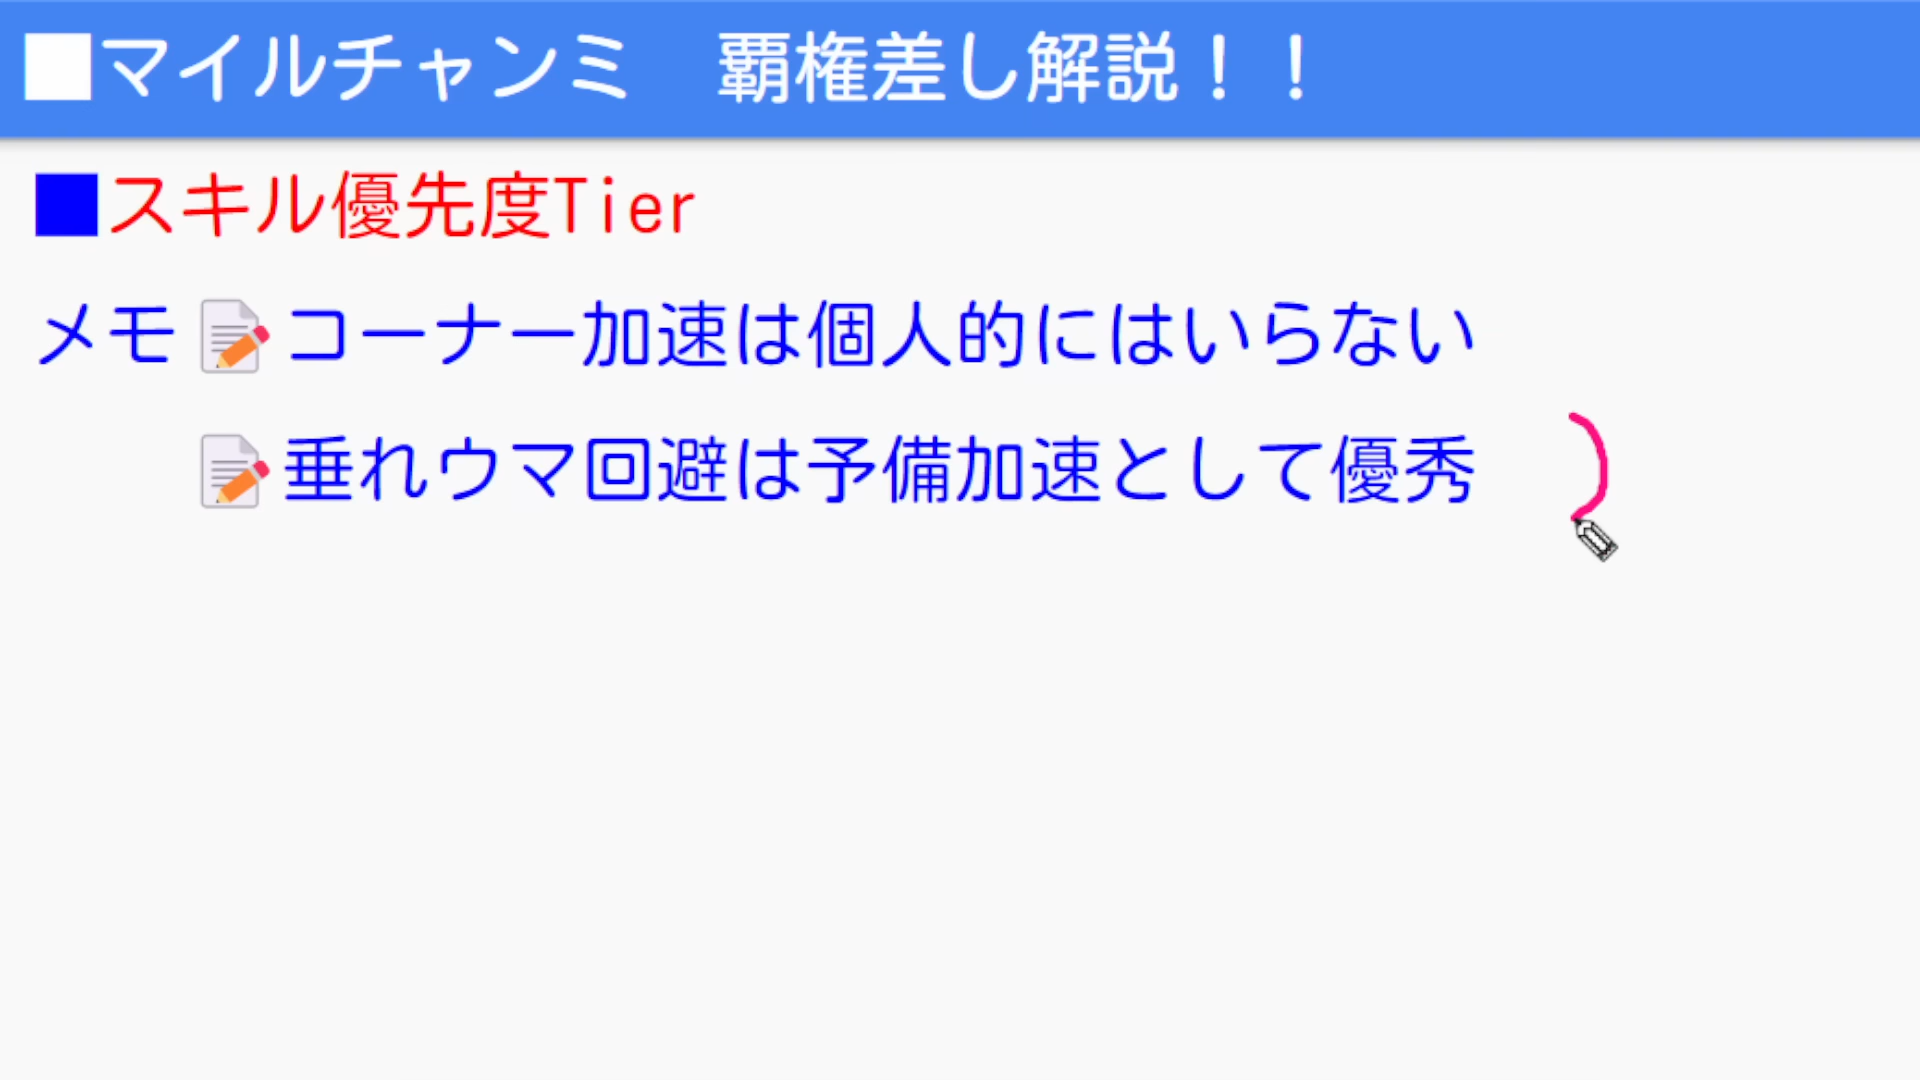 ■マイルチャンミ　覇権差し解説！！
■スキル優先度Tier
メモ📝コーナー加速は個人的にはいらない
📝垂れウマ回避は予備加速として優秀